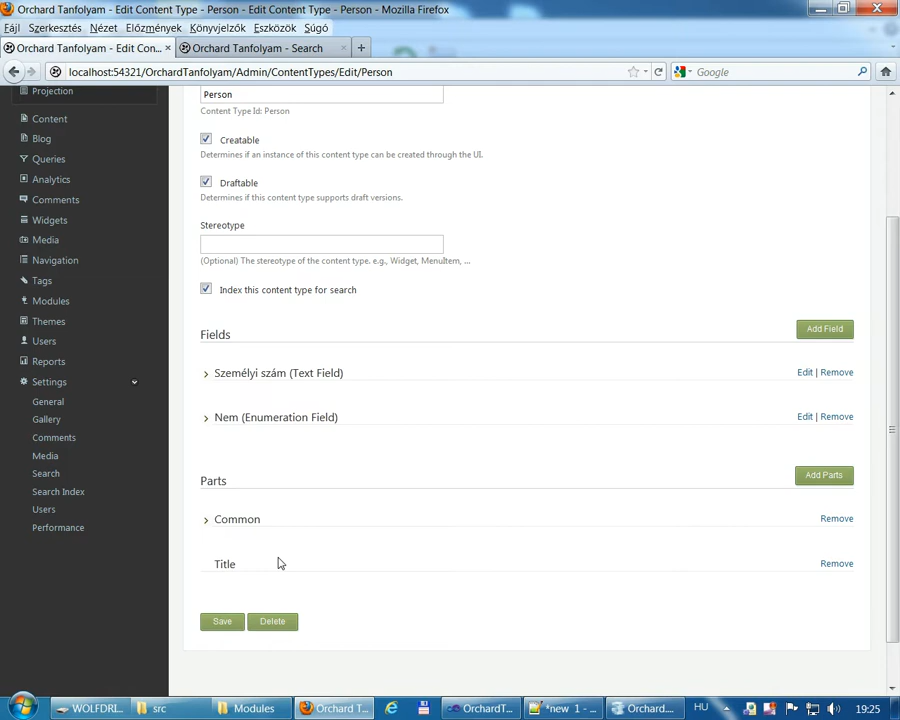 Orchard Tanfolyam - Edit Content Type - Person - Edit Content Type - Person - Mozilla Firefox
Fájl Szerkesztés Nézet Előzmények Könyvjelzők Eszközök Súgó
Orchard Tanfolyam - Edit Con... × Orchard Tanfolyam - Search × +
localhost:54321/OrchardTanfolyam/Admin/ContentTypes/Edit/Person
Google
Projection
Content
Blog
Queries
Analytics
Comments
Widgets
Media
Navigation
Tags
Modules
Themes
Users
Reports
Settings
General
Gallery
Comments
Media
Search
Search Index
Users
Performance
Person
Content Type Id: Person
Creatable
Determines if an instance of this content type can be created through the UI.
Draftable
Determines if this content type supports draft versions.
Stereotype
(Optional) The stereotype of the content type. e.g., Widget, MenuItem, ...
Index this content type for search
Fields
Add Field
Személyi szám (Text Field)
Edit | Remove
Nem (Enumeration Field)
Edit | Remove
Parts
Add Parts
Common
Remove
Title
Remove
Save Delete
WOLFDRI... src Modules Orchard T... OrchardT... *new 1 - ... Orchard.... HU 19:25